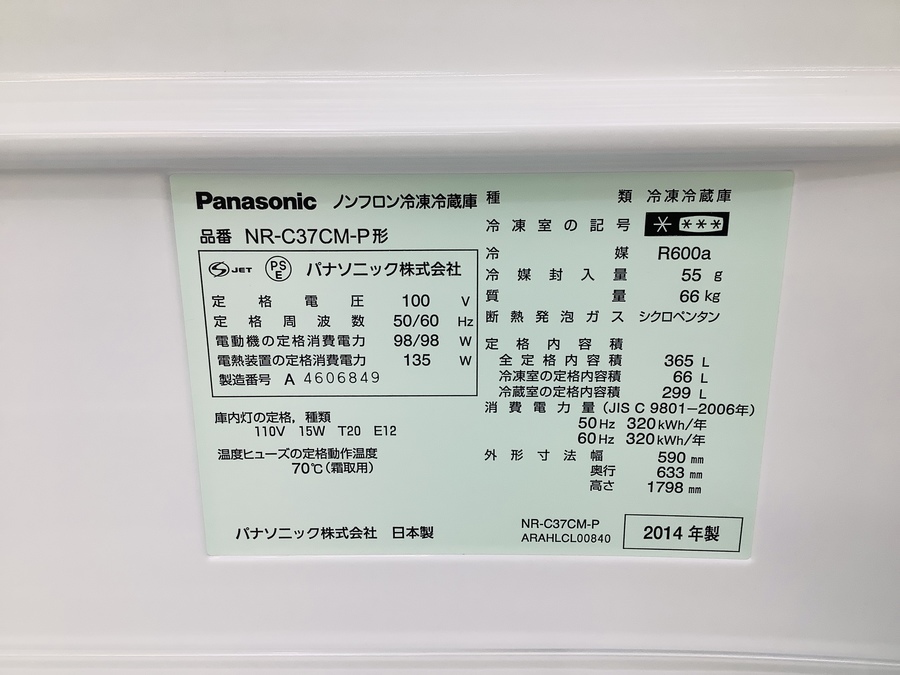 Panasonic ノンフロン冷凍冷蔵庫
品番 NR-C37CM-P形
S JET PS E パナソニック株式会社
定格電圧 100 V
定格周波数 50/60 Hz
電動機の定格消費電力 98/98 W
電熱装置の定格消費電力 135 W
製造番号 A 4606849
庫内灯の定格，種類
110V 15W T20 E12
温度ヒューズの定格動作温度
70℃(霜取用)
パナソニック株式会社 日本製
種類 冷凍冷蔵庫
冷凍室の記号 * ***
冷媒 R600a
冷媒封入量 55 g
質量 66 kg
断熱発泡ガス シクロペンタン
定格内容積
全定格内容積 365 L
冷凍室の定格内容積 66 L
冷蔵室の定格内容積 299 L
消費電力量 (JIS C 9801-2006年)
50 Hz 320 kWh/年
60 Hz 320 kWh/年
外形寸法 幅 590 mm
奥行 633 mm
高さ 1798 mm
NR-C37CM-P
ARAHLCL00840
2014 年製